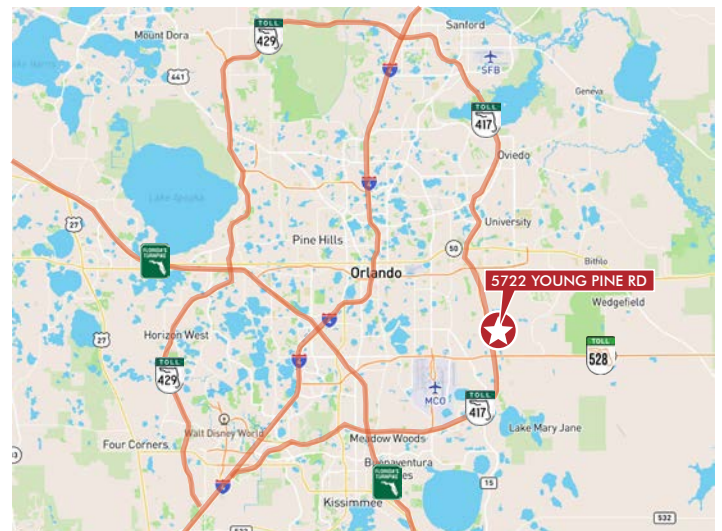 Mount Dora
TOLL
429
Sanford
SFB
441
4
Geneva
TOLL
417
Oviedo
Lake Apopka
4
27
University
Pine Hills
50
FLORIDA'S
TURNPIKE
Orlando
Bithlo
5722 YOUNG PINE RD
Wedgefield
4
Horizon West
27
TOLL
528
4
TOLL
429
MCO
TOLL
417
Walt Disney World
Lake Mary Jane
Four Corners
Meadow Woods
Buenaventura
4
FLORIDA'S
TURNPIKE
15
Kissimmee
532
532